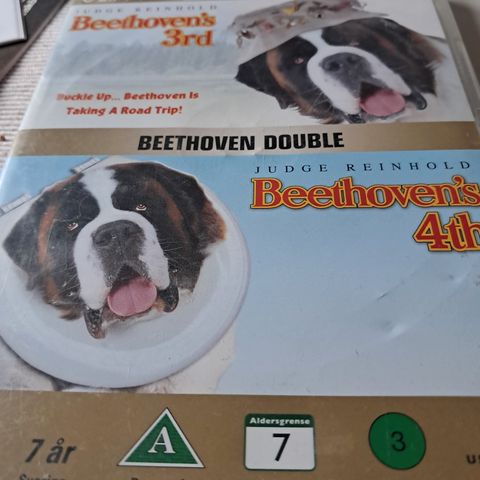 JUDGE REINHOLD
Beethoven's
3rd
Buckle Up... Beethoven Is
Taking A Road Trip!
BEETHOVEN DOUBLE
JUDGE REINHOLD
Beethoven's
4th
7 år
A
Aldersgrense
7
3